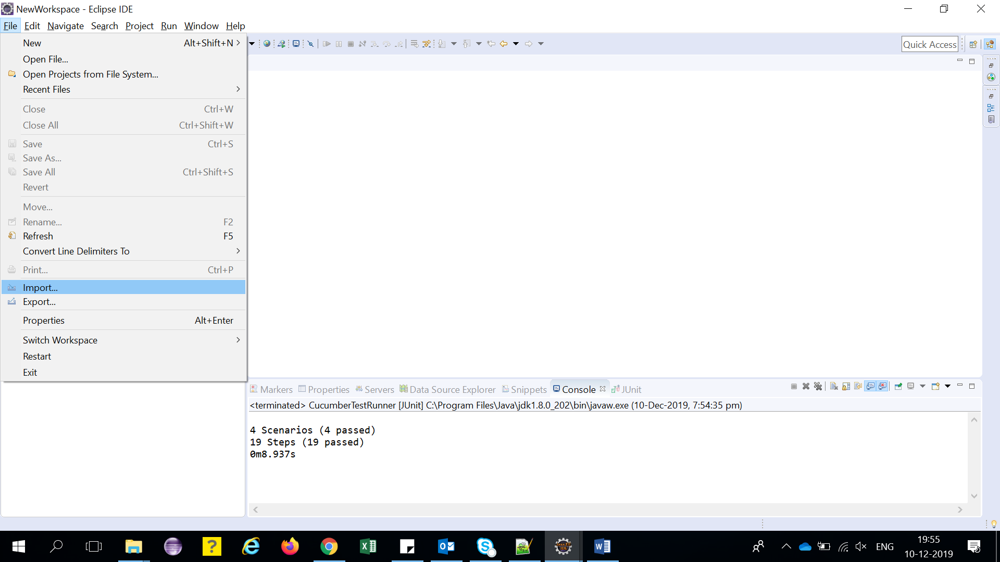 NewWorkspace - Eclipse IDE
File Edit Navigate Search Project Run Window Help
New Alt+Shift+N
Open File...
Open Projects from File System...
Recent Files
Close Ctrl+W
Close All Ctrl+Shift+W
Save Ctrl+S
Save As...
Save All Ctrl+Shift+S
Revert
Move...
Rename... F2
Refresh F5
Convert Line Delimiters To
Print... Ctrl+P
Import...
Export...
Properties Alt+Enter
Switch Workspace
Restart
Exit
Quick Access
Markers Properties Servers Data Source Explorer Snippets Console JUnit
<terminated> CucumberTestRunner [JUnit] C:\Program Files\Java\jdk1.8.0_202\bin\javaw.exe (10-Dec-2019, 7:54:35 pm)
4 Scenarios (4 passed)
19 Steps (19 passed)
0m8.937s
ENG
19:55
10-12-2019